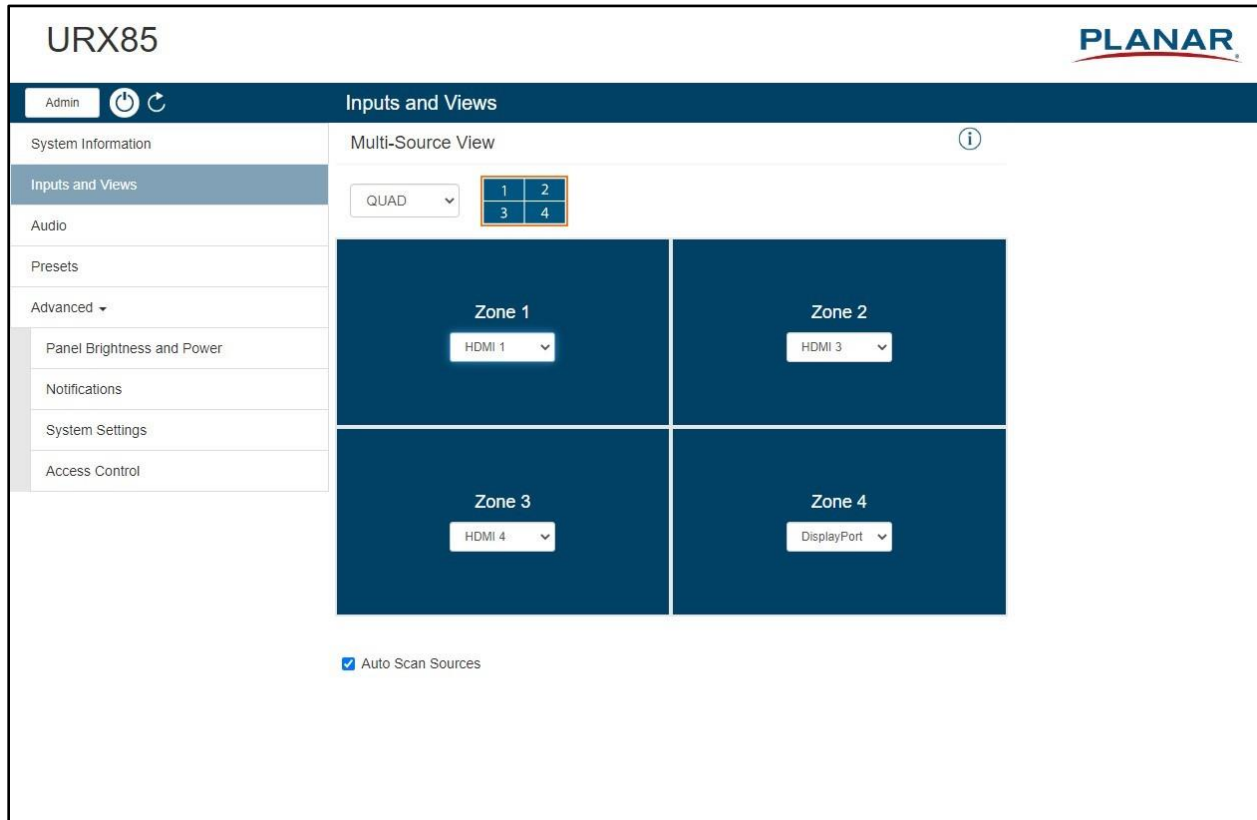 URX85
PLANAR
Admin
Inputs and Views
System Information
Multi-Source View
i
Inputs and Views
QUAD
1 2
3 4
Audio
Presets
Advanced
Panel Brightness and Power
Notifications
System Settings
Access Control
Zone 1
HDMI 1
Zone 2
HDMI 3
Zone 3
HDMI 4
Zone 4
DisplayPort
Auto Scan Sources